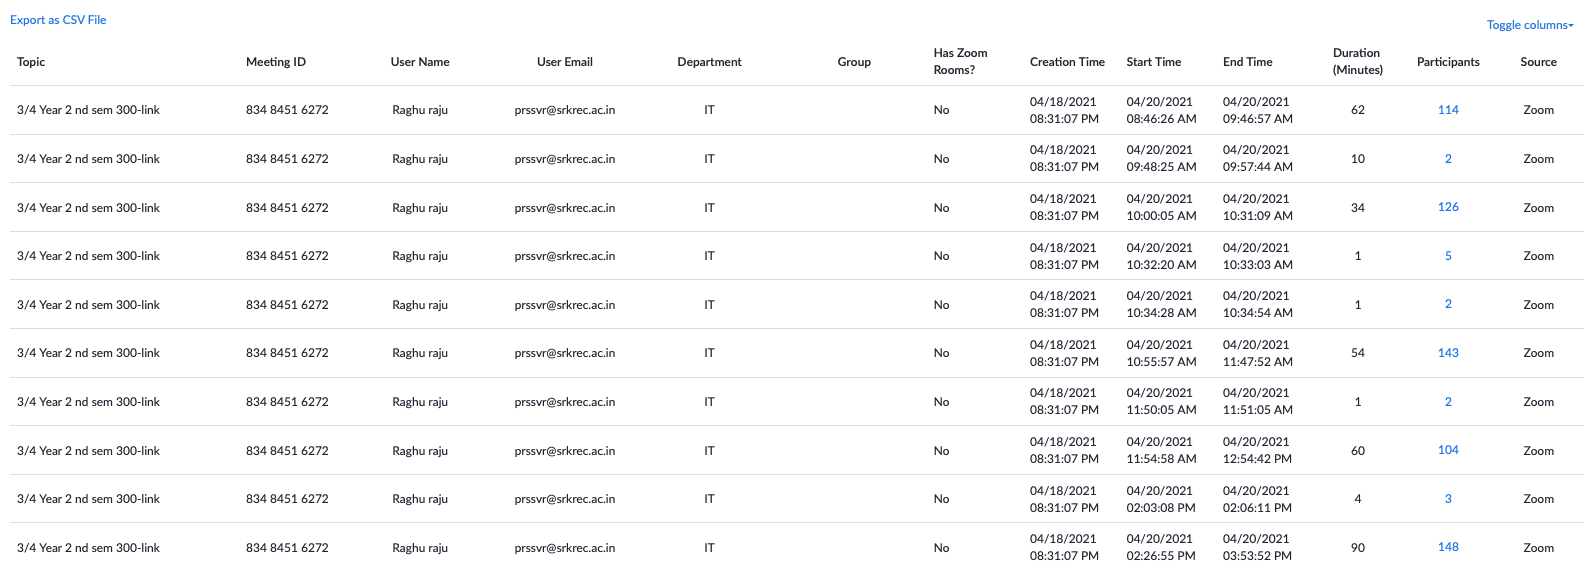 Export as CSV File
Toggle columns
Topic Meeting ID User Name User Email Department Group Has Zoom Rooms? Creation Time Start Time End Time Duration (Minutes) Participants Source
3/4 Year 2 nd sem 300-link 834 8451 6272 Raghu raju prssvr@srkrec.ac.in IT No 04/18/2021 08:31:07 PM 04/20/2021 08:46:26 AM 04/20/2021 09:46:57 AM 62 114 Zoom
3/4 Year 2 nd sem 300-link 834 8451 6272 Raghu raju prssvr@srkrec.ac.in IT No 04/18/2021 08:31:07 PM 04/20/2021 09:48:25 AM 04/20/2021 09:57:44 AM 10 2 Zoom
3/4 Year 2 nd sem 300-link 834 8451 6272 Raghu raju prssvr@srkrec.ac.in IT No 04/18/2021 08:31:07 PM 04/20/2021 10:00:05 AM 04/20/2021 10:31:09 AM 34 126 Zoom
3/4 Year 2 nd sem 300-link 834 8451 6272 Raghu raju prssvr@srkrec.ac.in IT No 04/18/2021 08:31:07 PM 04/20/2021 10:32:20 AM 04/20/2021 10:33:03 AM 1 5 Zoom
3/4 Year 2 nd sem 300-link 834 8451 6272 Raghu raju prssvr@srkrec.ac.in IT No 04/18/2021 08:31:07 PM 04/20/2021 10:34:28 AM 04/20/2021 10:34:54 AM 1 2 Zoom
3/4 Year 2 nd sem 300-link 834 8451 6272 Raghu raju prssvr@srkrec.ac.in IT No 04/18/2021 08:31:07 PM 04/20/2021 10:55:57 AM 04/20/2021 11:47:52 AM 54 143 Zoom
3/4 Year 2 nd sem 300-link 834 8451 6272 Raghu raju prssvr@srkrec.ac.in IT No 04/18/2021 08:31:07 PM 04/20/2021 11:50:05 AM 04/20/2021 11:51:05 AM 1 2 Zoom
3/4 Year 2 nd sem 300-link 834 8451 6272 Raghu raju prssvr@srkrec.ac.in IT No 04/18/2021 08:31:07 PM 04/20/2021 11:54:58 AM 04/20/2021 12:54:42 PM 60 104 Zoom
3/4 Year 2 nd sem 300-link 834 8451 6272 Raghu raju prssvr@srkrec.ac.in IT No 04/18/2021 08:31:07 PM 04/20/2021 02:03:08 PM 04/20/2021 02:06:11 PM 4 3 Zoom
3/4 Year 2 nd sem 300-link 834 8451 6272 Raghu raju prssvr@srkrec.ac.in IT No 04/18/2021 08:31:07 PM 04/20/2021 02:26:55 PM 04/20/2021 03:53:52 PM 90 148 Zoom